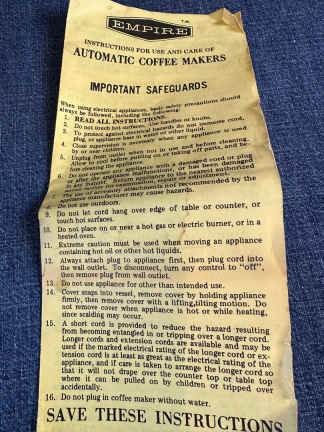 T.M.
EMPIRE
INSTRUCTIONS FOR USE AND CARE OF
AUTOMATIC COFFEE MAKERS
IMPORTANT SAFEGUARDS
When using electrical appliances, basic safety precautions should
always be followed, including the following:
1. READ ALL INSTRUCTIONS.
2. Do not touch hot surfaces. Use handles or knobs.
3. To protect against electrical hazards do not immerse cord,
plug, or appliance base in water or other liquid.
4. Close supervision is necessary when any appliance is used
by or near children.
5. Unplug from outlet when not in use and before cleaning.
Allow to cool before putting on or taking off parts, and be-
fore cleaning the appliance.
6. Do not operate any appliance with a damaged cord or plug
or after the appliance malfunctions, or has been damaged
in any manner. Return appliance to the nearest authorized
adjustment.
accessory attachments not recommended by the
appliance manufacturer may cause hazards.
8. Do not use outdoors.
9. Do not let cord hang over edge of table or counter, or
touch hot surfaces.
10. Do not place on or near a hot gas or electric burner, or in a
heated oven.
11. Extreme caution must be used when moving an appliance
containing hot oil or other hot liquids.
12. Always attach plug to appliance first, then plug cord into
the wall outlet. To disconnect, turn any control to "off",
then remove plug from wall outlet.
13. Do not use appliance for other than intended use.
14. Cover snaps into vessel, remove cover by holding appliance
firmly, then remove cover with a lifting,tilting motion. Do
not remove cover when appliance is hot or while heating,
since scalding may occur.
15. A short cord is provided to reduce the hazard resulting
from becoming entangled in or tripping over a longer cord.
Longer cords and extension cords are available and may be
used if the marked electrical rating of the longer cord or ex-
tension cord is at least as great as the electrical rating of the
appliance, and if care is taken to arrange the longer cord so
that it will not drape over the counter top or table top
where it can be pulled on by children or tripped over
accidentally.
16. Do not plug in coffee maker without water.
SAVE THESE INSTRUCTIONS